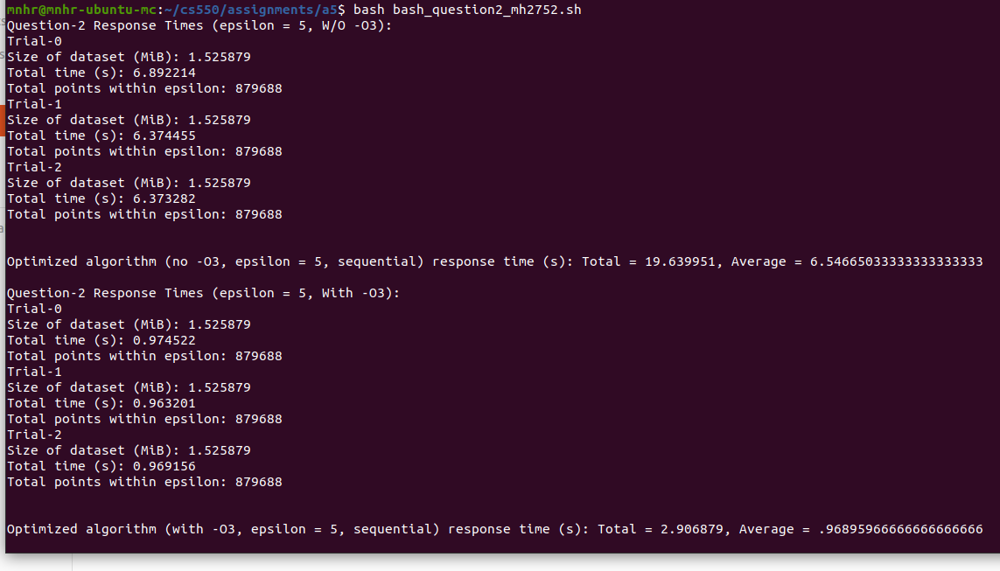 mnhr@mnhr-ubuntu-mc:~/cs550/assignments/a5$ bash bash_question2_mh2752.sh
Question-2 Response Times (epsilon = 5, W/O -O3):
Trial-0
Size of dataset (MiB): 1.525879
Total time (s): 6.892214
Total points within epsilon: 879688
Trial-1
Size of dataset (MiB): 1.525879
Total time (s): 6.374455
Total points within epsilon: 879688
Trial-2
Size of dataset (MiB): 1.525879
Total time (s): 6.373282
Total points within epsilon: 879688
Optimized algorithm (no -O3, epsilon = 5, sequential) response time (s): Total = 19.639951, Average = 6.54665033333333333333
Question-2 Response Times (epsilon = 5, With -O3):
Trial-0
Size of dataset (MiB): 1.525879
Total time (s): 0.974522
Total points within epsilon: 879688
Trial-1
Size of dataset (MiB): 1.525879
Total time (s): 0.963201
Total points within epsilon: 879688
Trial-2
Size of dataset (MiB): 1.525879
Total time (s): 0.969156
Total points within epsilon: 879688
Optimized algorithm (with -O3, epsilon = 5, sequential) response time (s): Total = 2.906879, Average = .96895966666666666666